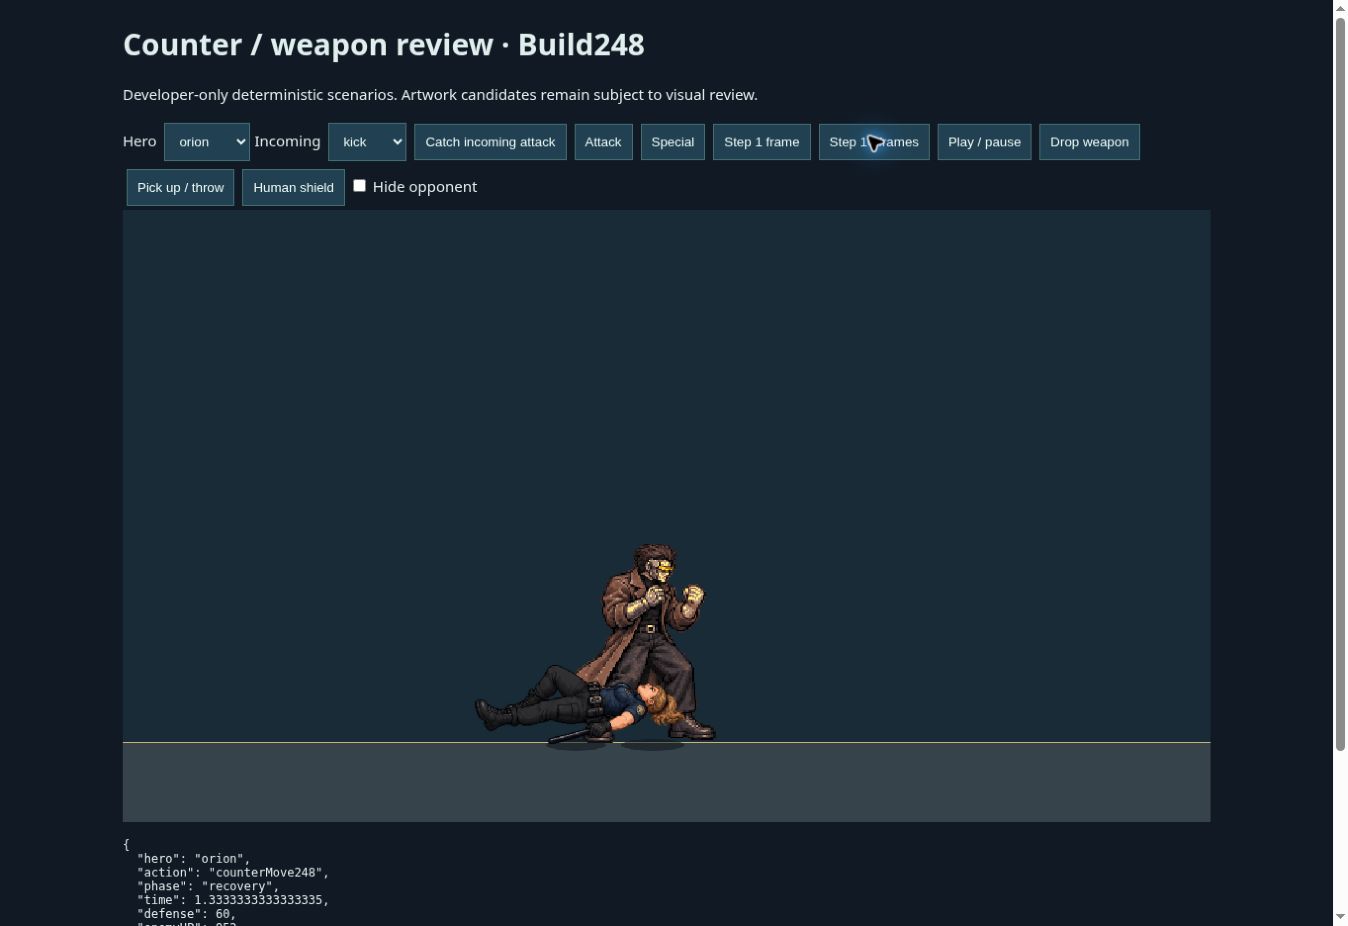 Counter / weapon review · Build248
Developer-only deterministic scenarios. Artwork candidates remain subject to visual review.
Hero orion Incoming kick Catch incoming attack Attack Special Step 1 frame Step 1 frames Play / pause Drop weapon
Pick up / throw Human shield Hide opponent
{
"hero": "orion",
"action": "counterMove248",
"phase": "recovery",
"time": 1.3333333333333335,
"defense": 60,